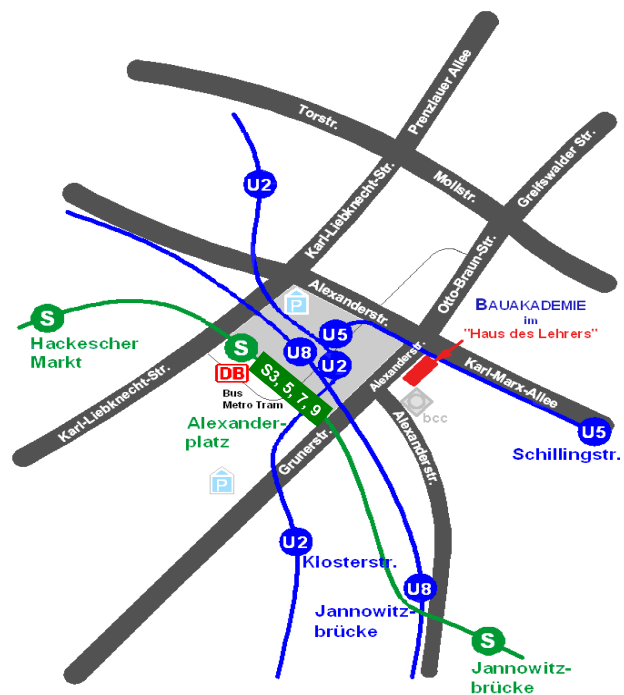 Prenzlauer Allee
Torstr.
Greifswalder Str.
Mollstr.
U2
Karl-Liebknecht-Str.
Otto-Braun-Str.
Alexanderstr.
P
BAUAKADEMIE
im
"Haus des Lehrers"
S
Hackescher
Markt
S
U5
U8
U2
Alexanderstr.
DB
S3, 5, 7, 9
Karl-Marx-Allee
Bus
Metro Tram
Alexander-
platz
Karl-Liebknecht-Str.
bcc
Alexanderstr.
U5
Schillingstr.
Grunerstr.
P
U2
Klosterstr.
U8
Jannowitz-
brücke
S
Jannowitz-
brücke